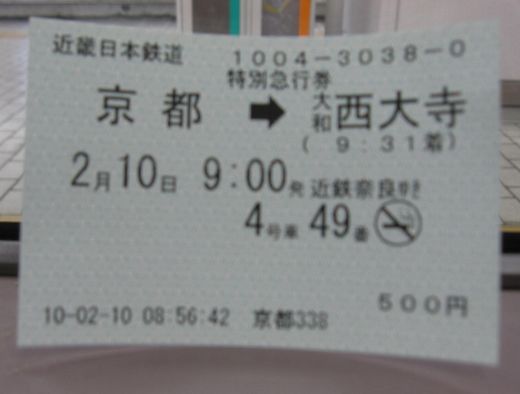 近畿日本鉄道 1004-3038-0
特別急行券
京都 ➡ 大和西大寺
( 9:31着)
2月10日 9:00発 近鉄奈良ゆき
4号車 49番
500円
10-02-10 08:56:42 京都338